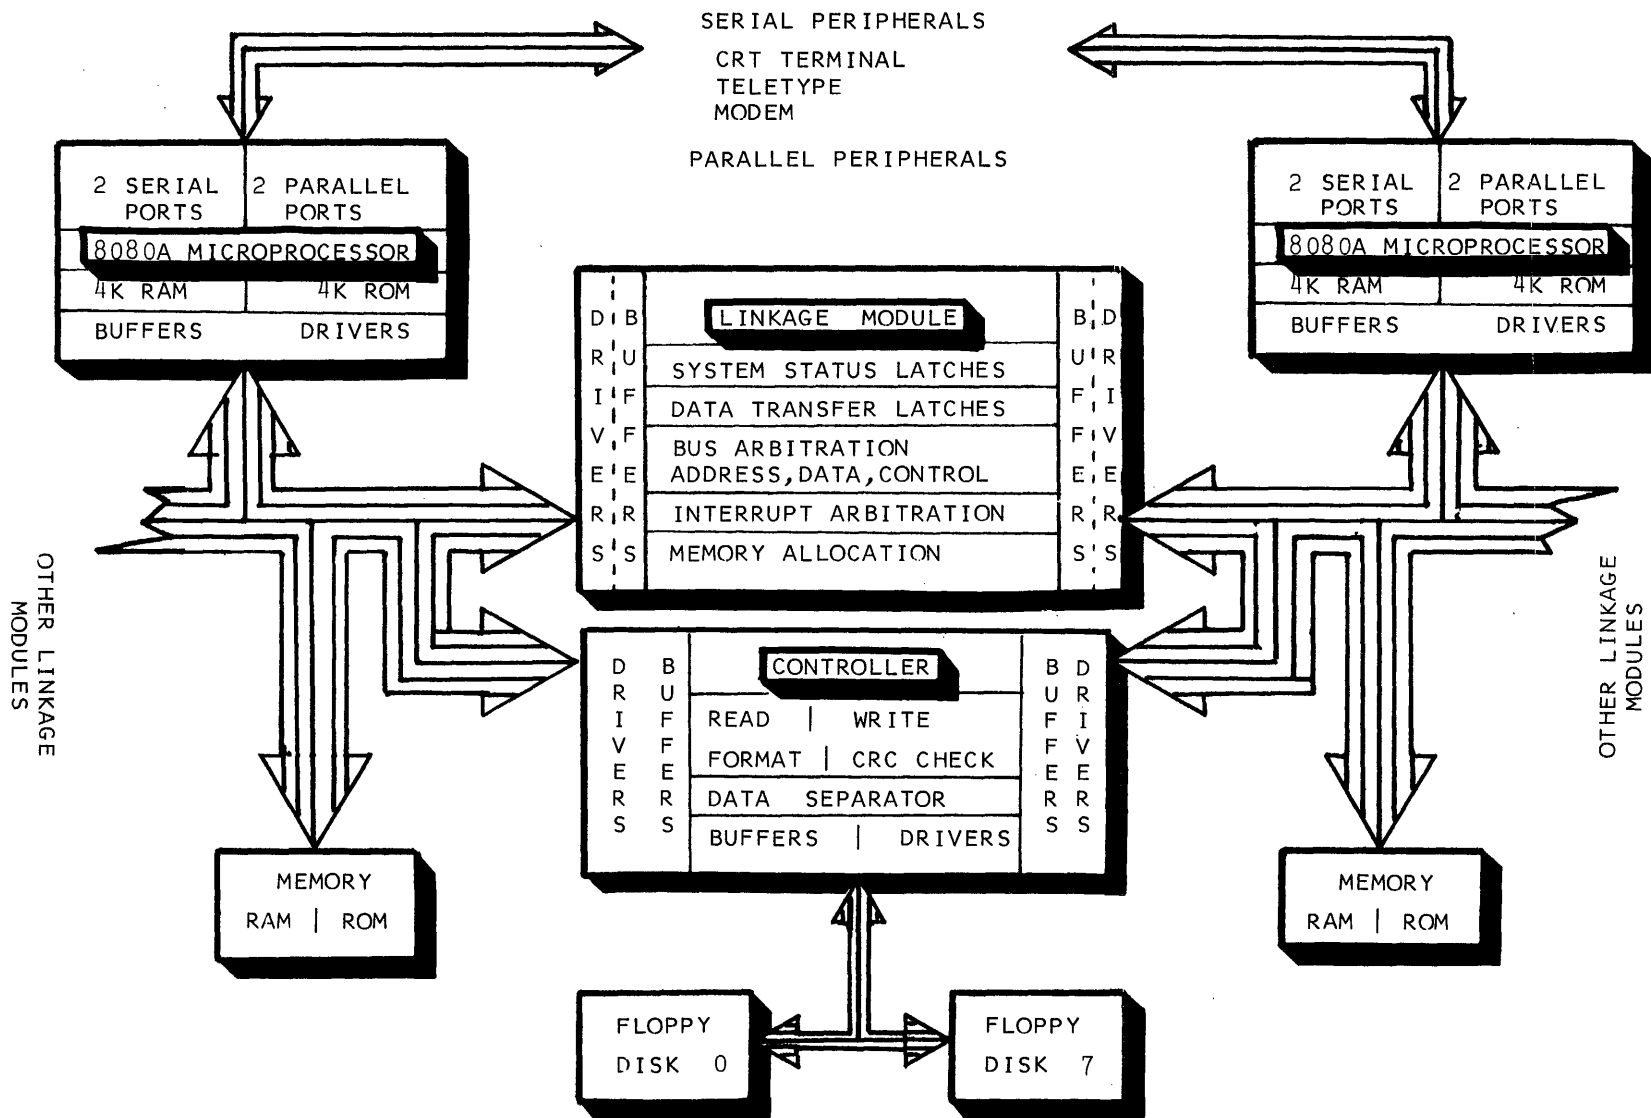 SERIAL PERIPHERALS
CRT TERMINAL
TELETYPE
MODEM
PARALLEL PERIPHERALS
2 SERIAL PORTS
2 PARALLEL PORTS
8080A MICROPROCESSOR
4K RAM 4K ROM
BUFFERS DRIVERS
2 SERIAL PORTS
2 PARALLEL PORTS
8080A MICROPROCESSOR
4K RAM 4K ROM
BUFFERS DRIVERS
DRIVERS
BUFFERS
LINKAGE MODULE
SYSTEM STATUS LATCHES
DATA TRANSFER LATCHES
BUS ARBITRATION
ADDRESS,DATA,CONTROL
INTERRUPT ARBITRATION
MEMORY ALLOCATION
BUFFERS
DRIVERS
OTHER LINKAGE
MODULES
OTHER LINKAGE
MODULES
DRIVERS
BUFFERS
CONTROLLER
READ | WRITE
FORMAT | CRC CHECK
DATA SEPARATOR
BUFFERS | DRIVERS
BUFFERS
DRIVERS
MEMORY
RAM | ROM
MEMORY
RAM | ROM
FLOPPY
DISK 0
FLOPPY
DISK 7